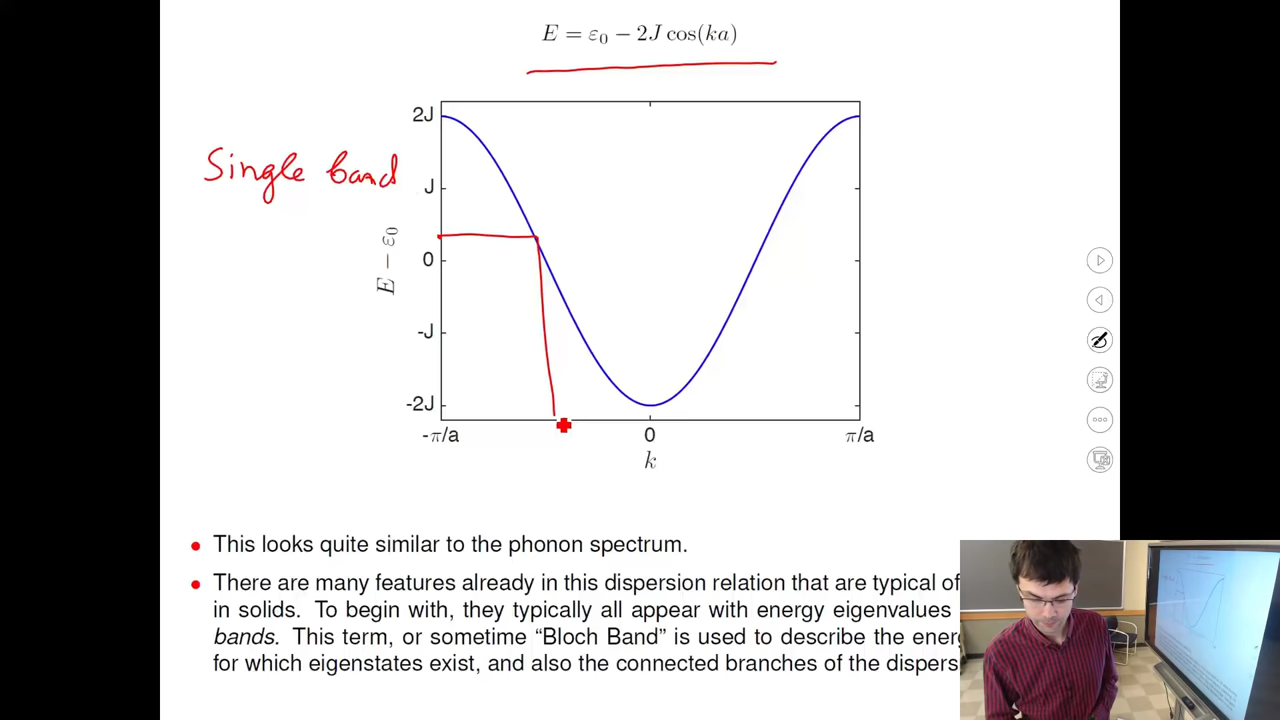 E = ε₀ − 2J cos(ka)
2J
Single band
J
E − ε₀
0
-J
-2J
-π/a
0
π/a
k
This looks quite similar to the phonon spectrum.
There are many features already in this dispersion relation that are typical of
in solids. To begin with, they typically all appear with energy eigenvalues
bands. This term, or sometime “Bloch Band” is used to describe the ener
for which eigenstates exist, and also the connected branches of the dispers